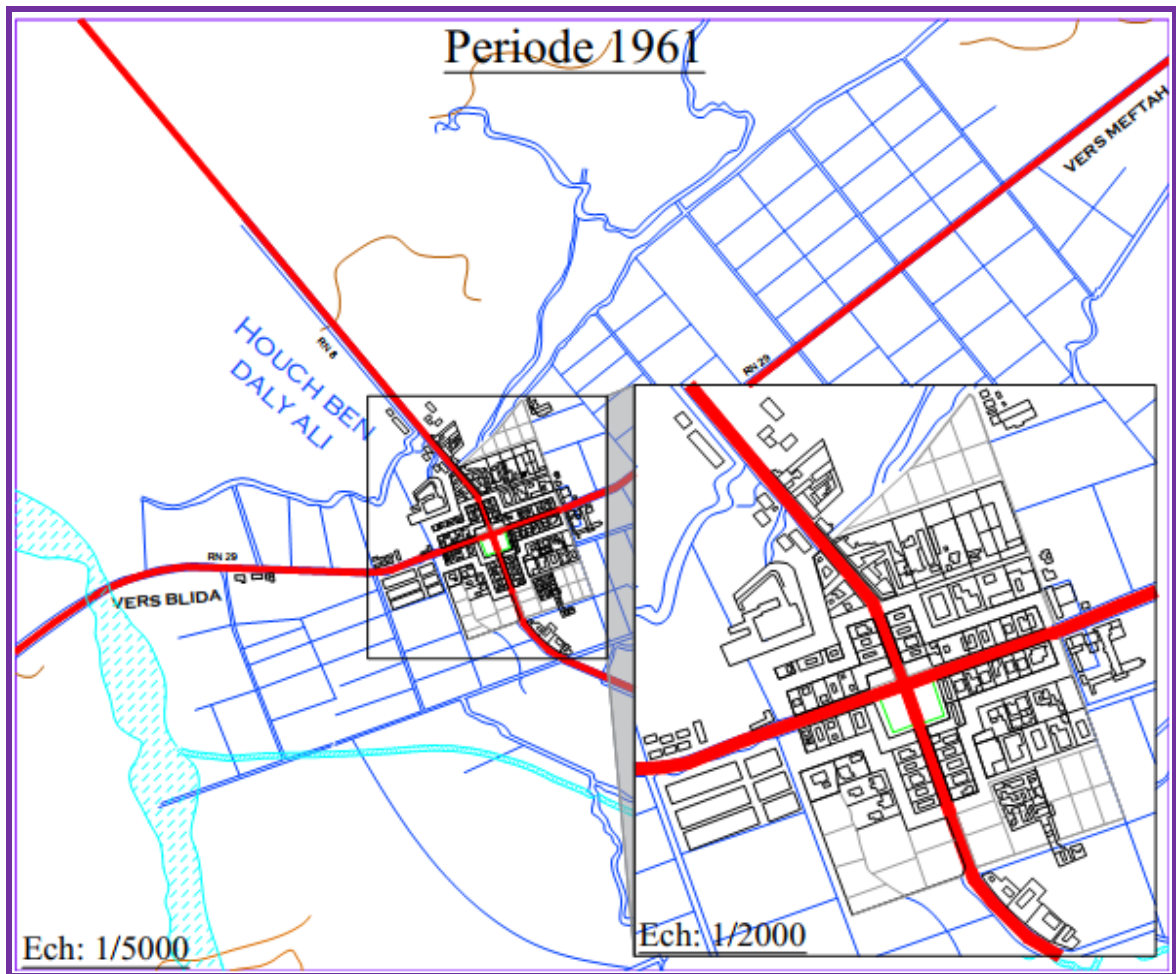 Periode 1961
VERS MEFTAH
RN 8
HOUCH BEN
DALY ALI
RN 29
RN 29
VERS BLIDA
Ech: 1/5000
Ech: 1/2000